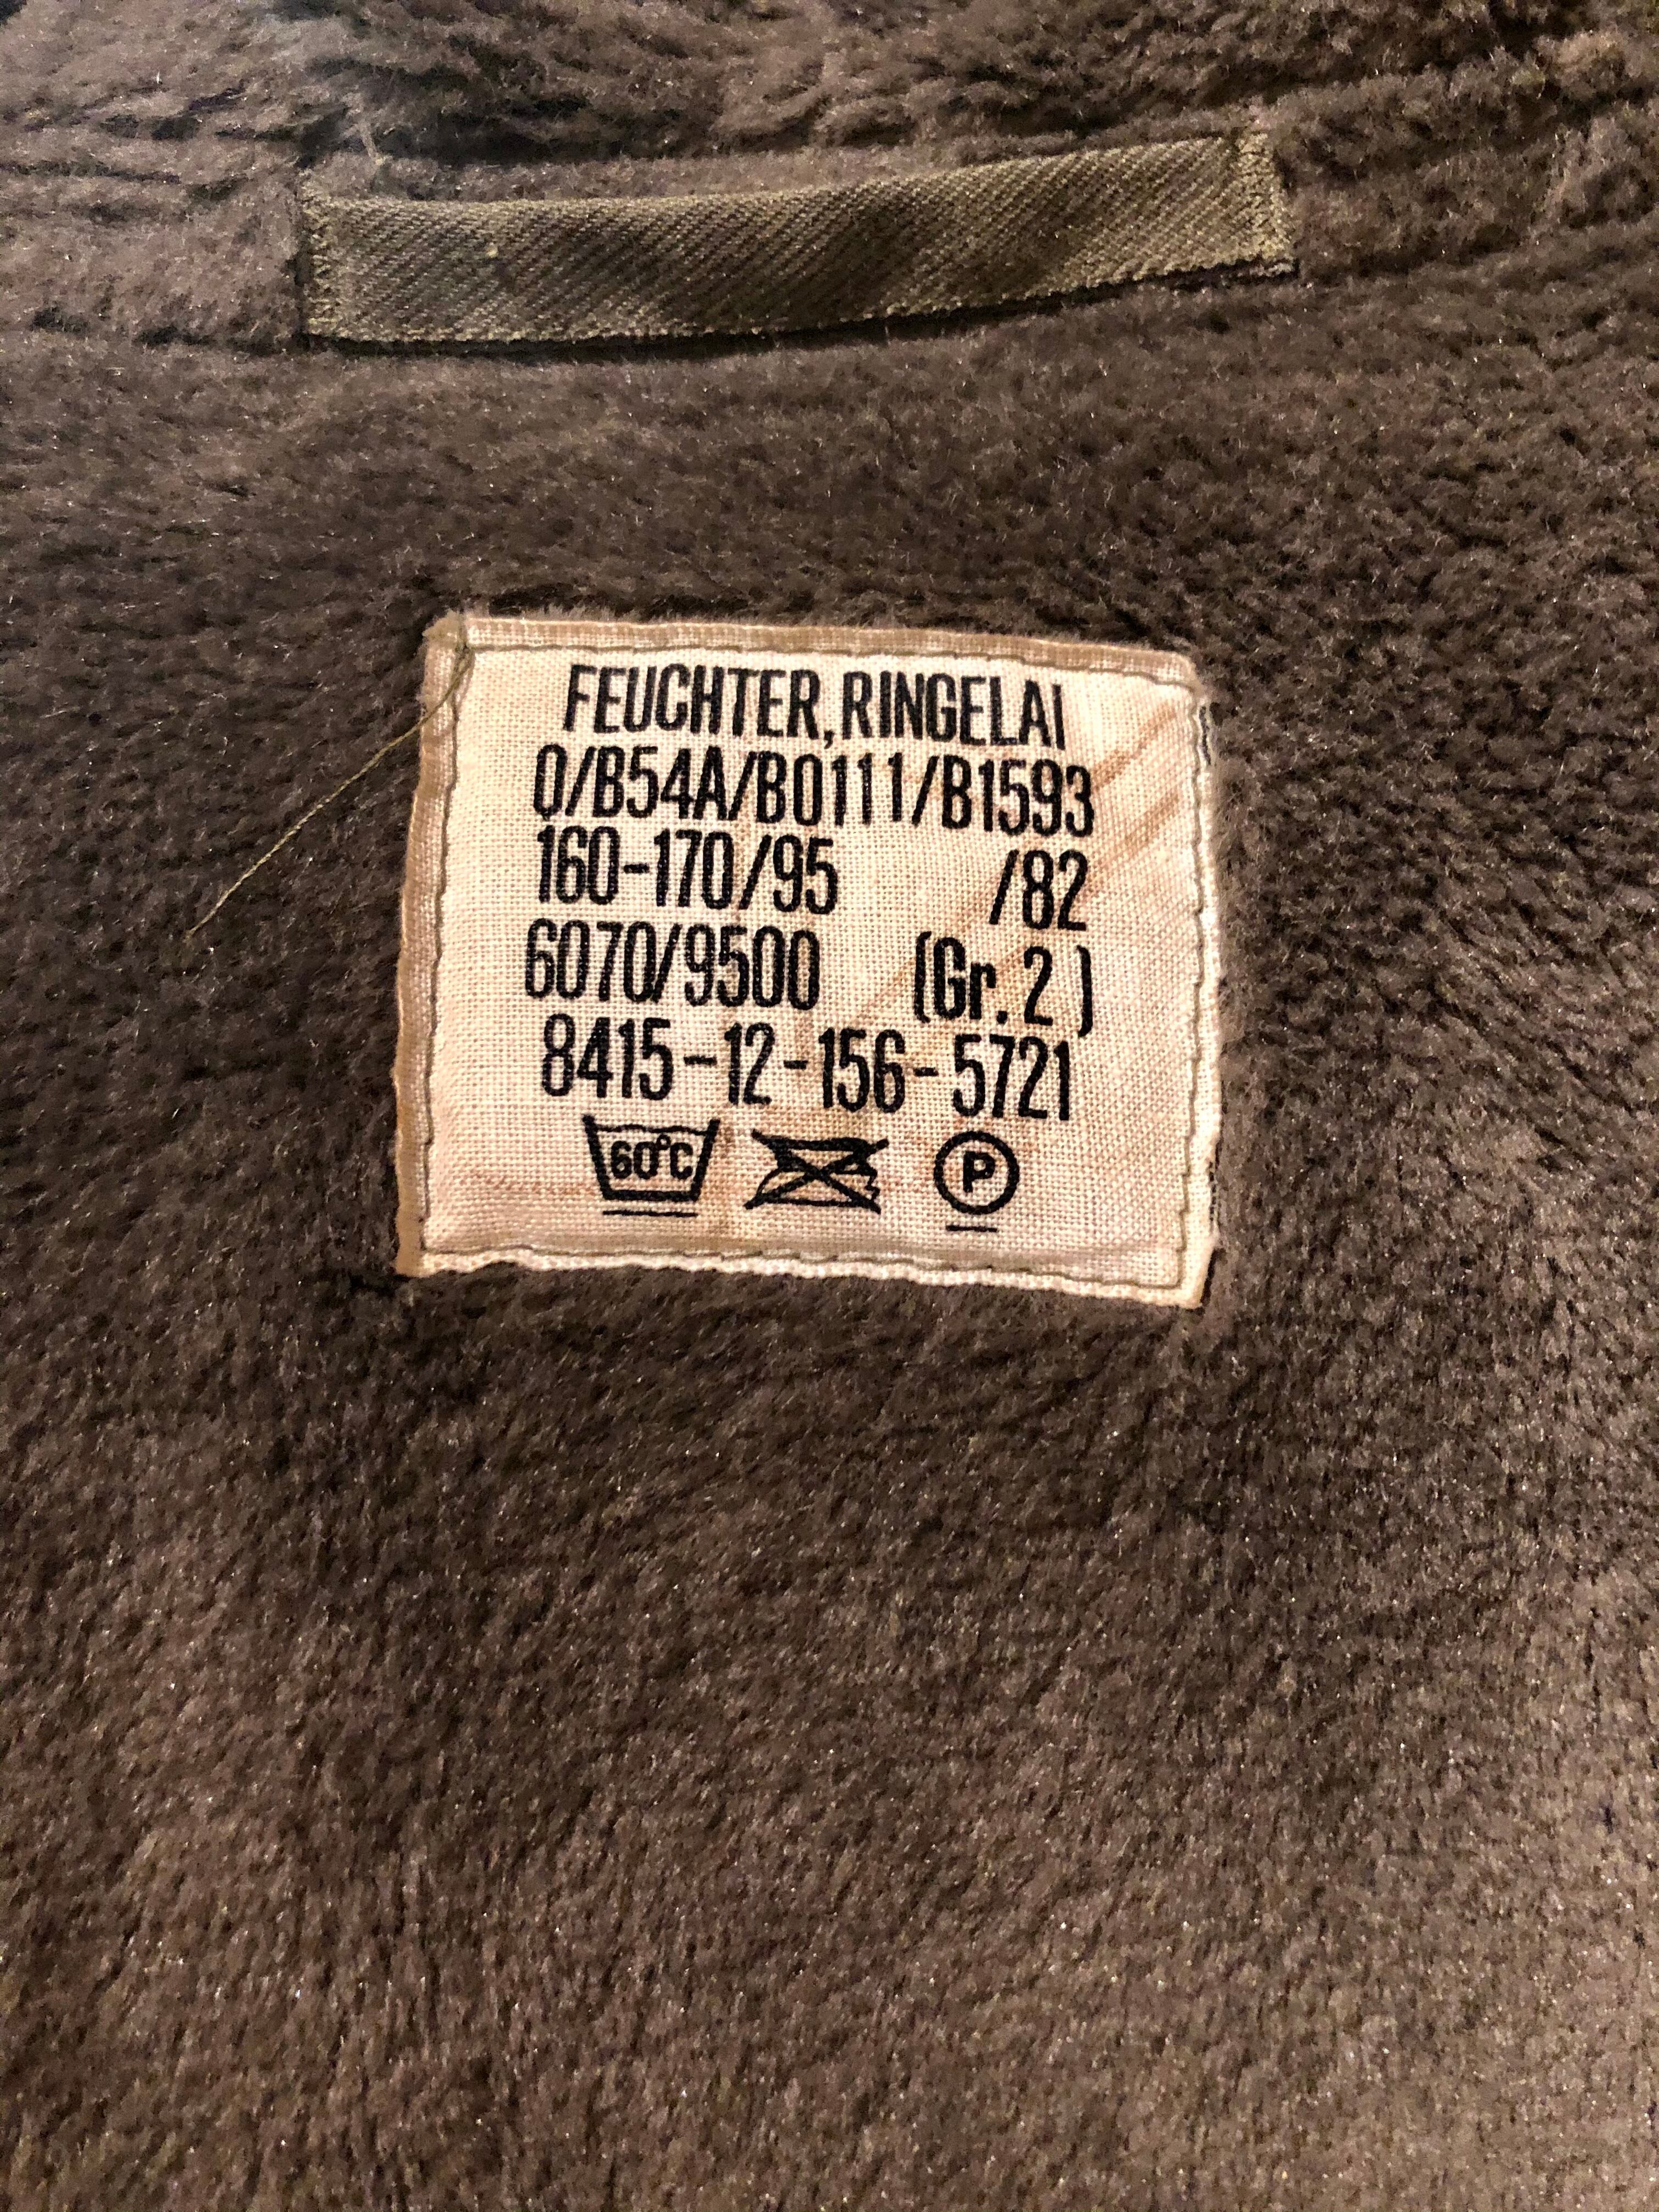 FEUCHTER,RINGELAI
0/B54A/B0111/B1593
160-170/95 /82
6070/9500 (Gr.2)
8415-12-156-5721
60°C P